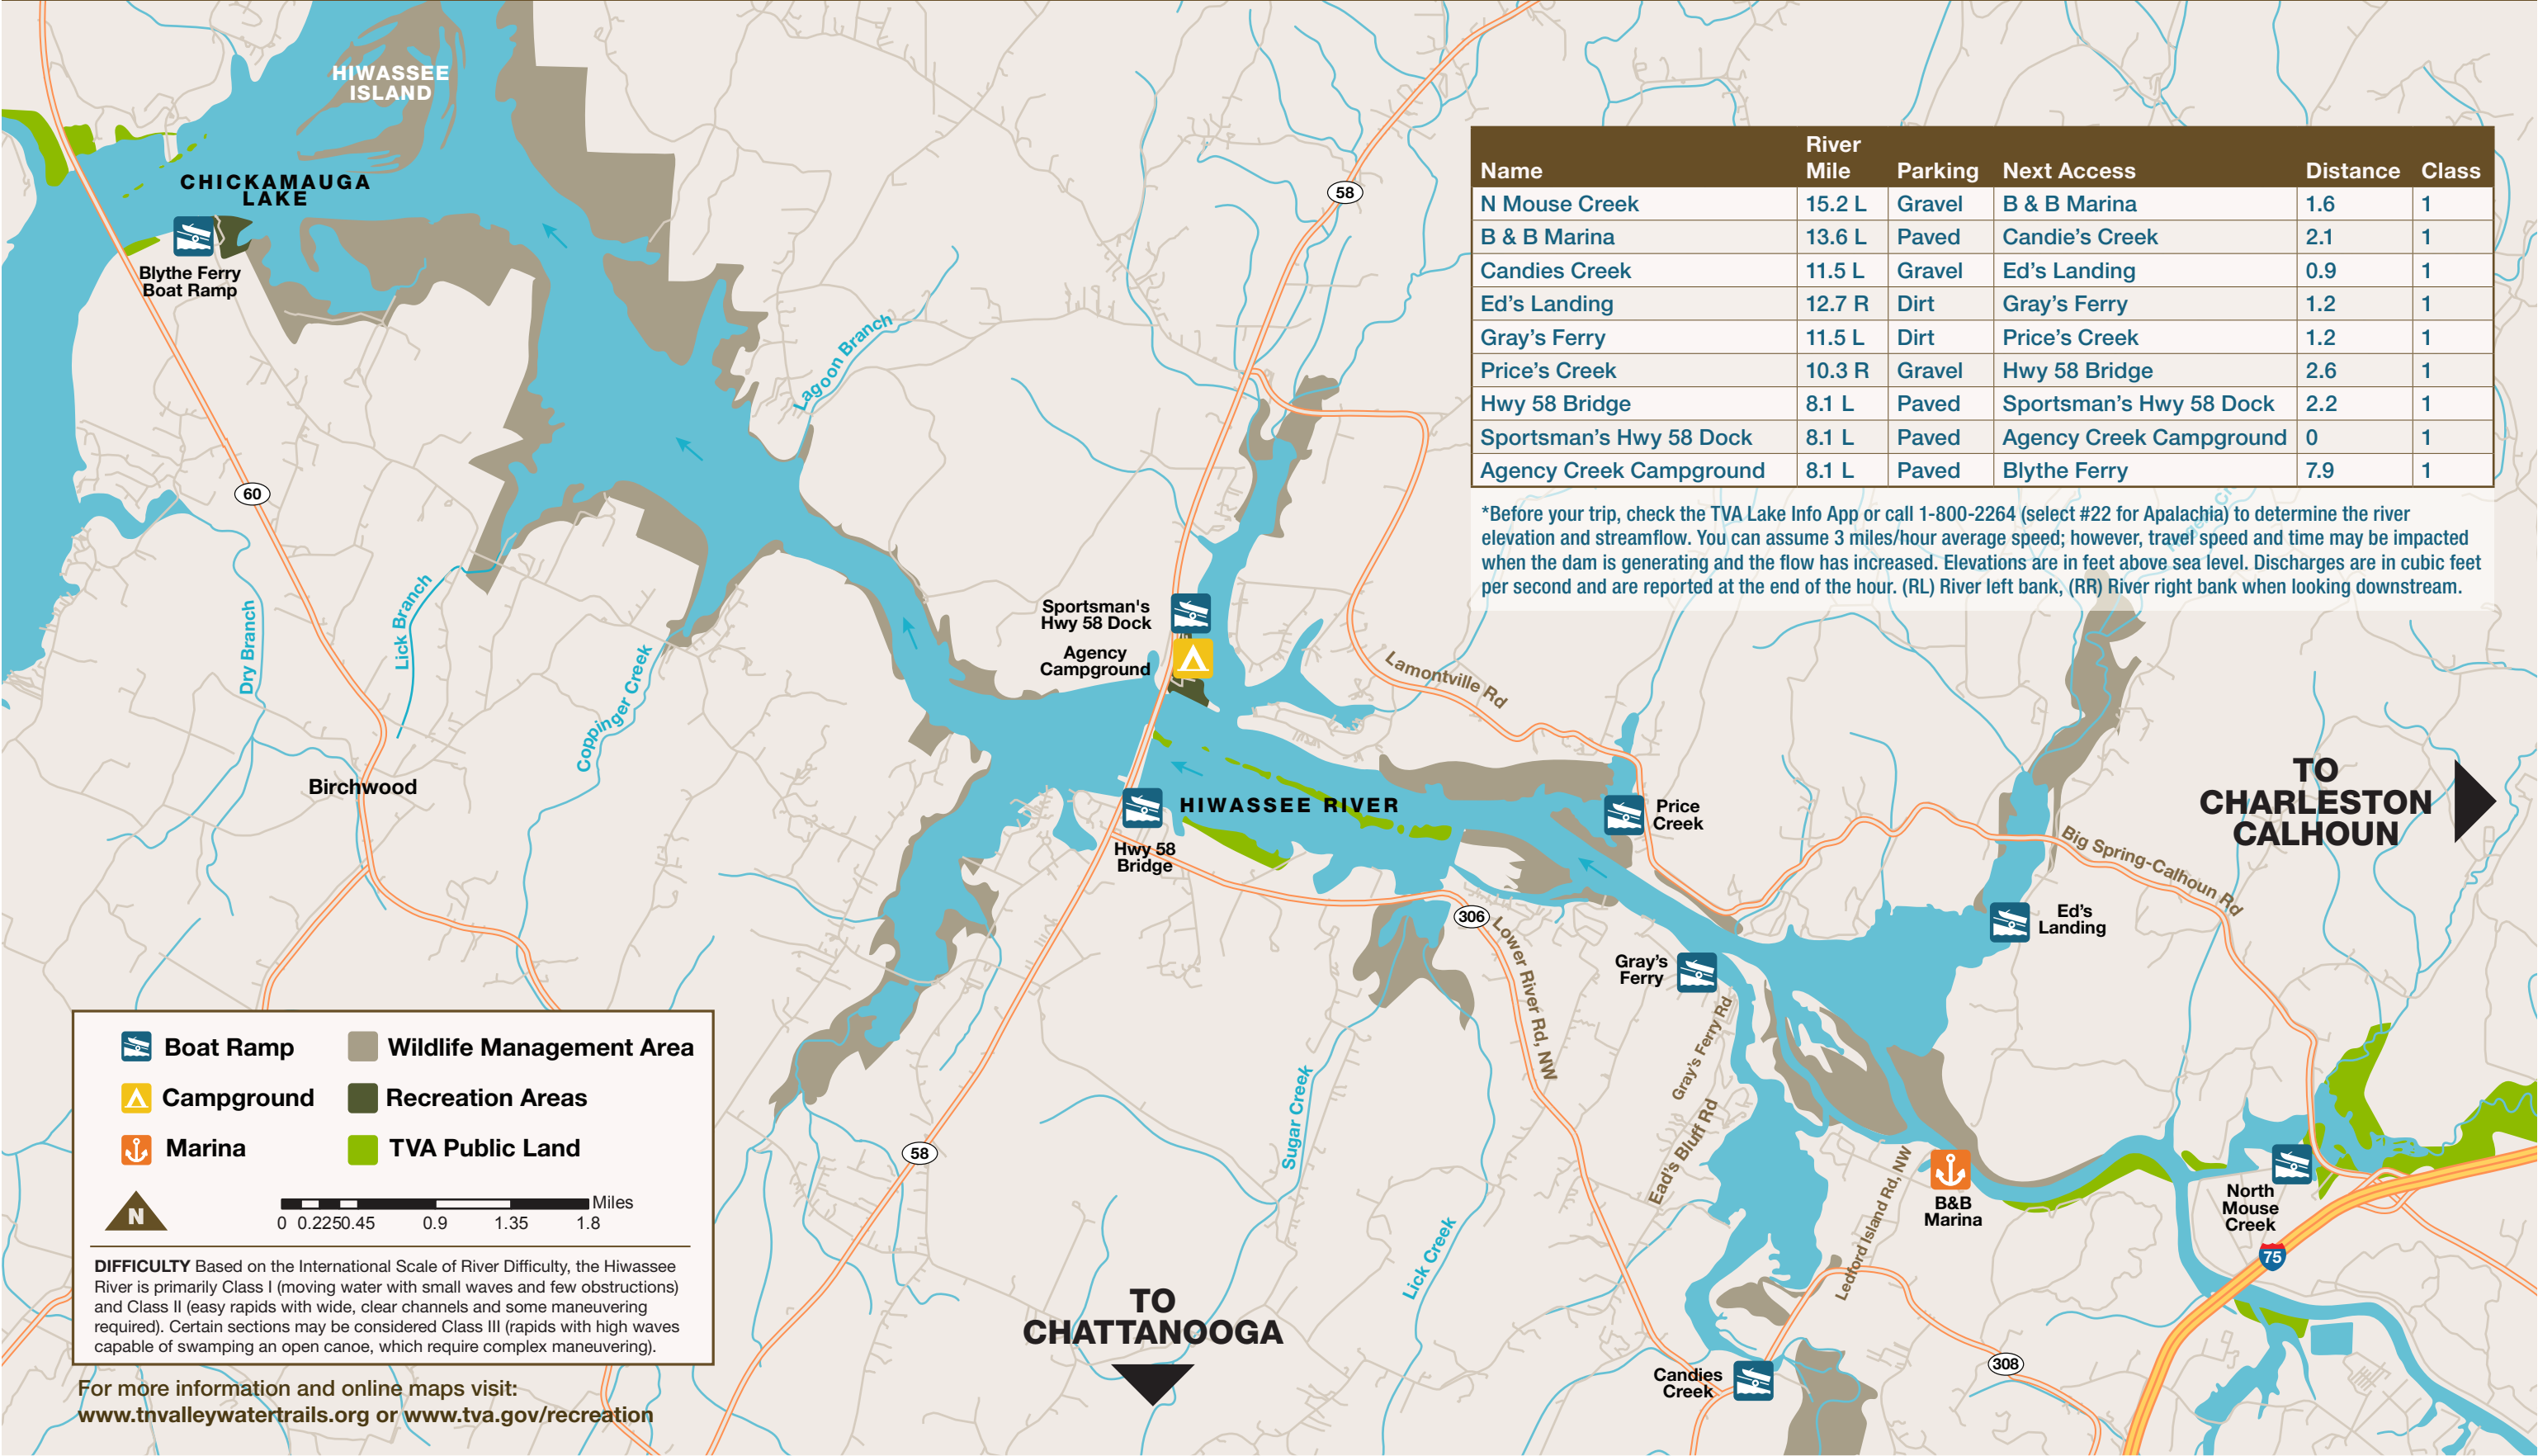 HIWASSEE
ISLAND
CHICKAMAUGA
LAKE
Blythe Ferry
Boat Ramp
58
Name River Mile Parking Next Access Distance Class
N Mouse Creek 15.2 L Gravel B & B Marina 1.6 1
B & B Marina 13.6 L Paved Candie's Creek 2.1 1
Candies Creek 11.5 L Gravel Ed's Landing 0.9 1
Ed's Landing 12.7 R Dirt Gray's Ferry 1.2 1
Gray's Ferry 11.5 L Dirt Price's Creek 1.2 1
Price's Creek 10.3 R Gravel Hwy 58 Bridge 2.6 1
Hwy 58 Bridge 8.1 L Paved Sportsman's Hwy 58 Dock 2.2 1
Sportsman's Hwy 58 Dock 8.1 L Paved Agency Creek Campground 0 1
Agency Creek Campground 8.1 L Paved Blythe Ferry 7.9 1
*Before your trip, check the TVA Lake Info App or call 1-800-2264 (select #22 for Apalachia) to determine the river
elevation and streamflow. You can assume 3 miles/hour average speed; however, travel speed and time may be impacted
when the dam is generating and the flow has increased. Elevations are in feet above sea level. Discharges are in cubic feet
per second and are reported at the end of the hour. (RL) River left bank, (RR) River right bank when looking downstream.
Lagoon Branch
60
Dry Branch
Lick Branch
Coppinger Creek
Sportsman's
Hwy 58 Dock
Agency
Campground
Lamontville Rd
Birchwood
HIWASSEE RIVER
Hwy 58
Bridge
Price
Creek
TO
CHARLESTON
CALHOUN
Big Spring-Calhoun Rd
Ed's
Landing
306
Lower River Rd, NW
Gray's
Ferry
Gray's Ferry Rd
Ead's Bluff Rd
Sugar Creek
Lick Creek
58
Ledford Island Rd, NW
B&B
Marina
North
Mouse
Creek
75
308
Candies
Creek
TO
CHATTANOOGA
Boat Ramp
Wildlife Management Area
Campground
Recreation Areas
Marina
TVA Public Land
N
Miles
0 0.225 0.45 0.9 1.35 1.8
DIFFICULTY Based on the International Scale of River Difficulty, the Hiwassee
River is primarily Class I (moving water with small waves and few obstructions)
and Class II (easy rapids with wide, clear channels and some maneuvering
required). Certain sections may be considered Class III (rapids with high waves
capable of swamping an open canoe, which require complex maneuvering).
For more information and online maps visit:
www.tnvalleywatertrails.org or www.tva.gov/recreation